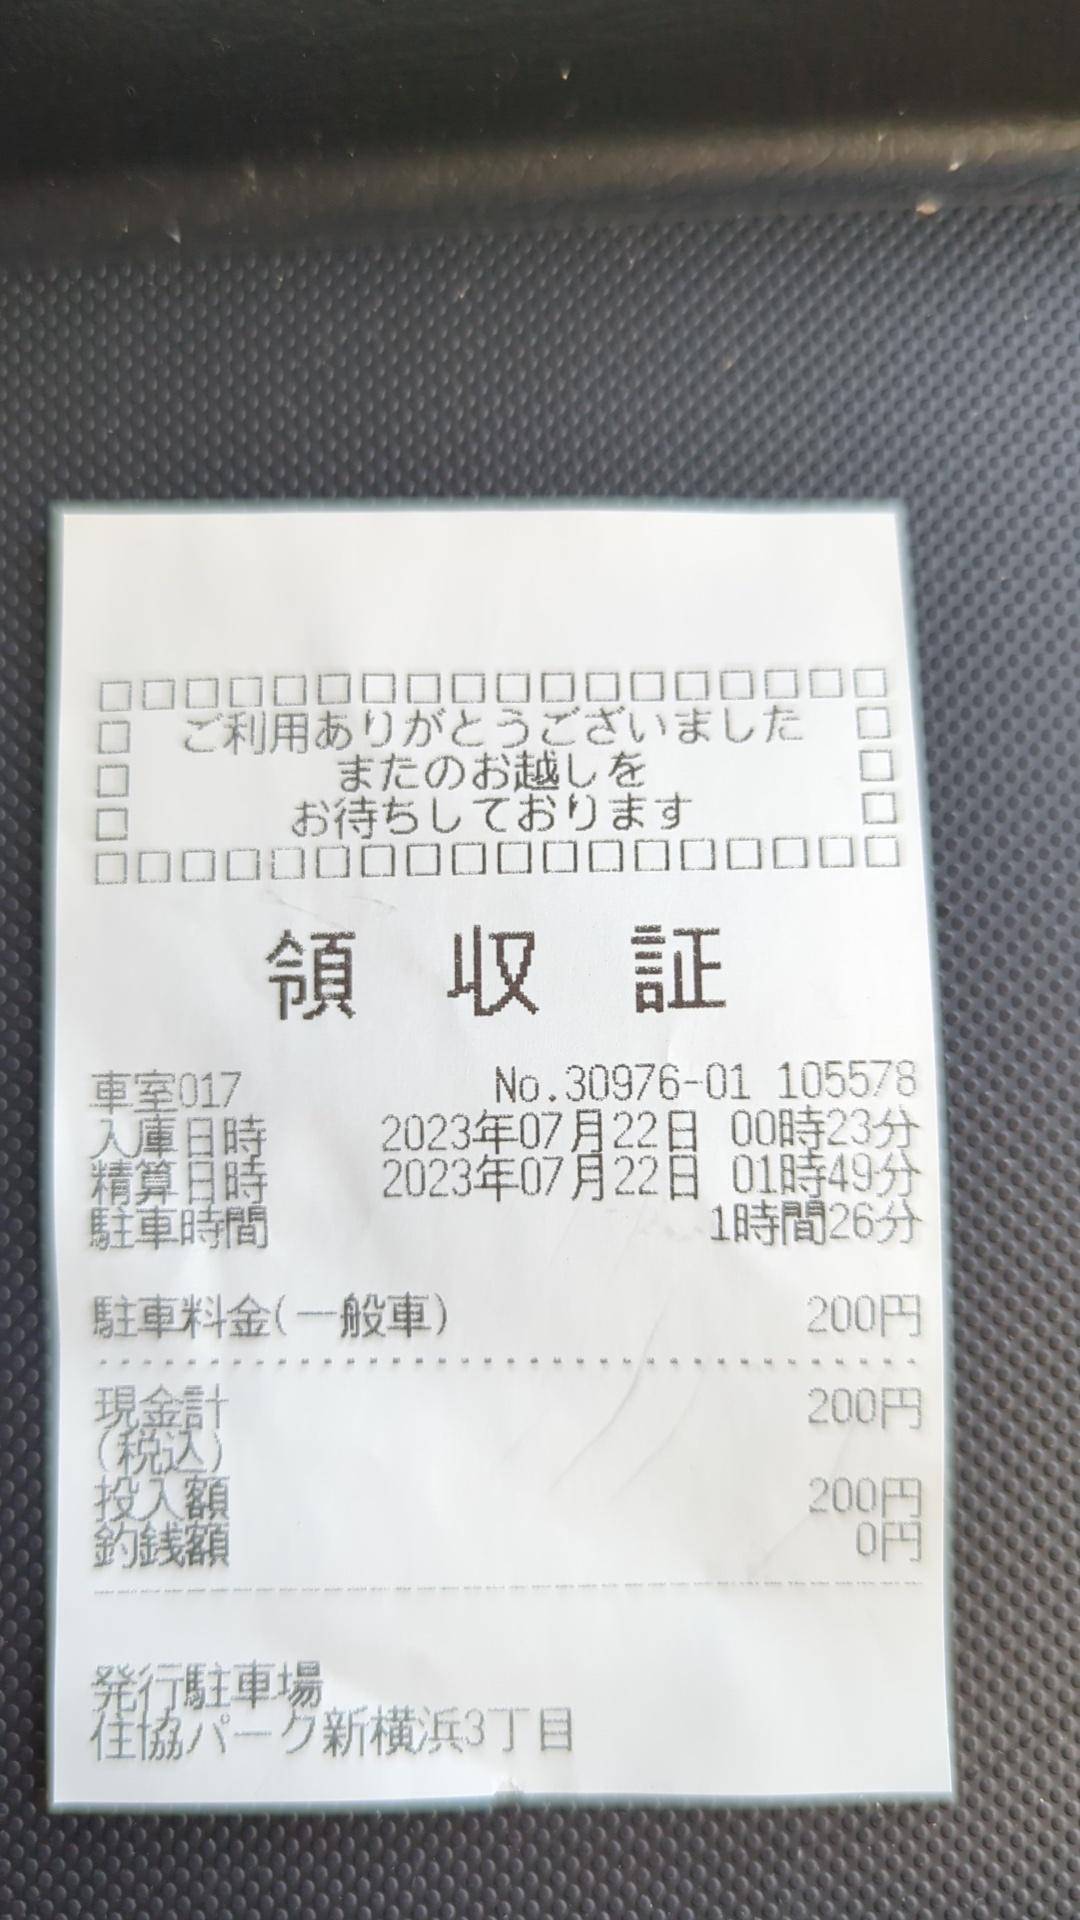 □□□□□□□□□□□□□□□□□□
□ ご利用ありがとうございました □
□ またのお越しを □
□ お待ちしております □
□□□□□□□□□□□□□□□□□□
領 収 証
車室017 No.30976-01 105578
入庫日時 2023年07月22日 00時23分
精算日時 2023年07月22日 01時49分
駐車時間 1時間26分
駐車料金(一般車) 200円
現金計 200円
(税込)
投入額 200円
釣銭額 0円
発行駐車場
住協パーク新横浜3丁目